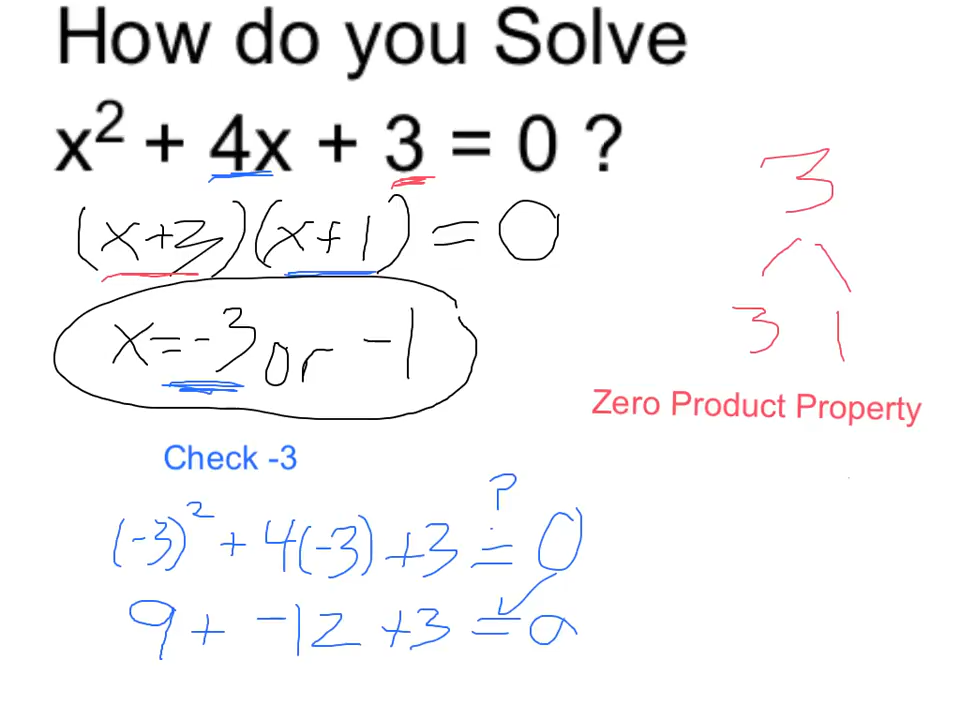 How do you Solve
x² + 4x + 3 = 0 ?
(x+3)(x+1) = 0
x = -3 or -1
3
3 1
Zero Product Property
Check -3
?
(-3)² + 4(-3) + 3 = 0
9 + -12 + 3 = 0